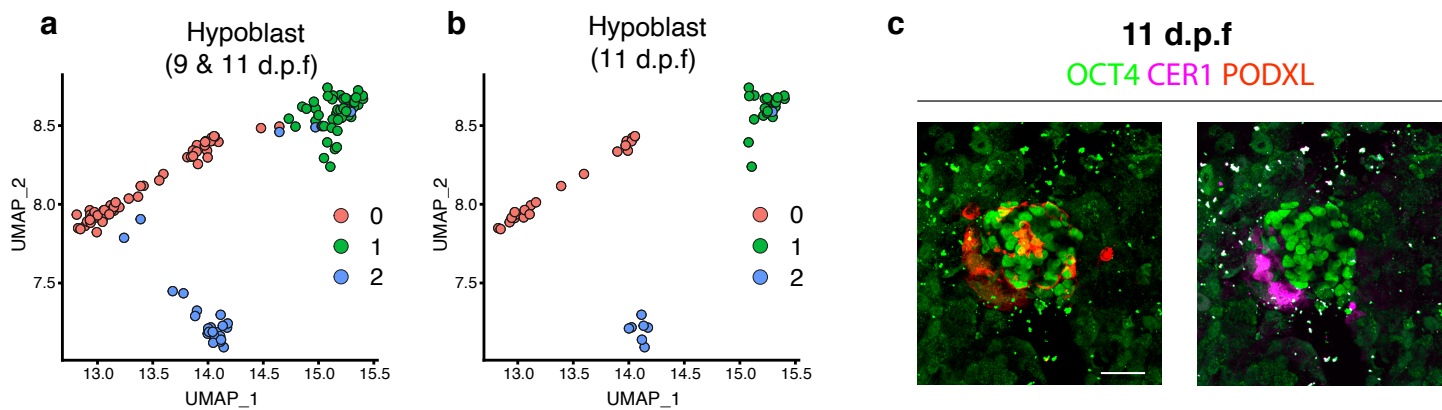 a
Hypoblast
(9 & 11 d.p.f)
8.5
8.0
7.5
UMAP_2
0
1
2
13.0 13.5 14.0 14.5 15.0 15.5
UMAP_1
b
Hypoblast
(11 d.p.f)
8.5
8.0
7.5
UMAP_2
0
1
2
13.0 13.5 14.0 14.5 15.0 15.5
UMAP_1
c
11 d.p.f
OCT4 CER1 PODXL